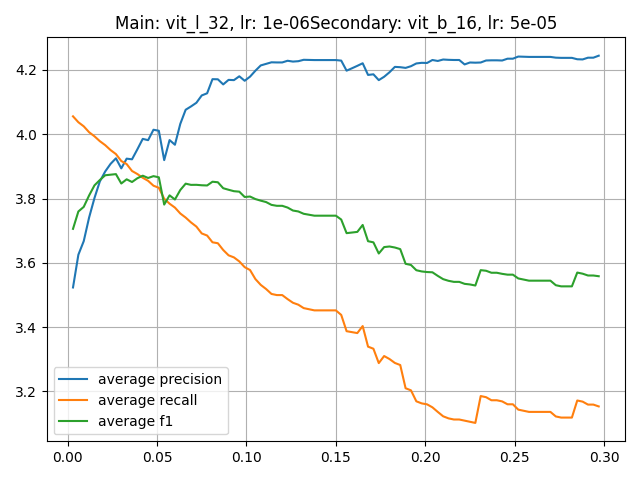 Main: vit_l_32, lr: 1e-06Secondary: vit_b_16, lr: 5e-05
4.2
4.0
3.8
3.6
3.4
3.2
average precision
average recall
average f1
0.00 0.05 0.10 0.15 0.20 0.25 0.30